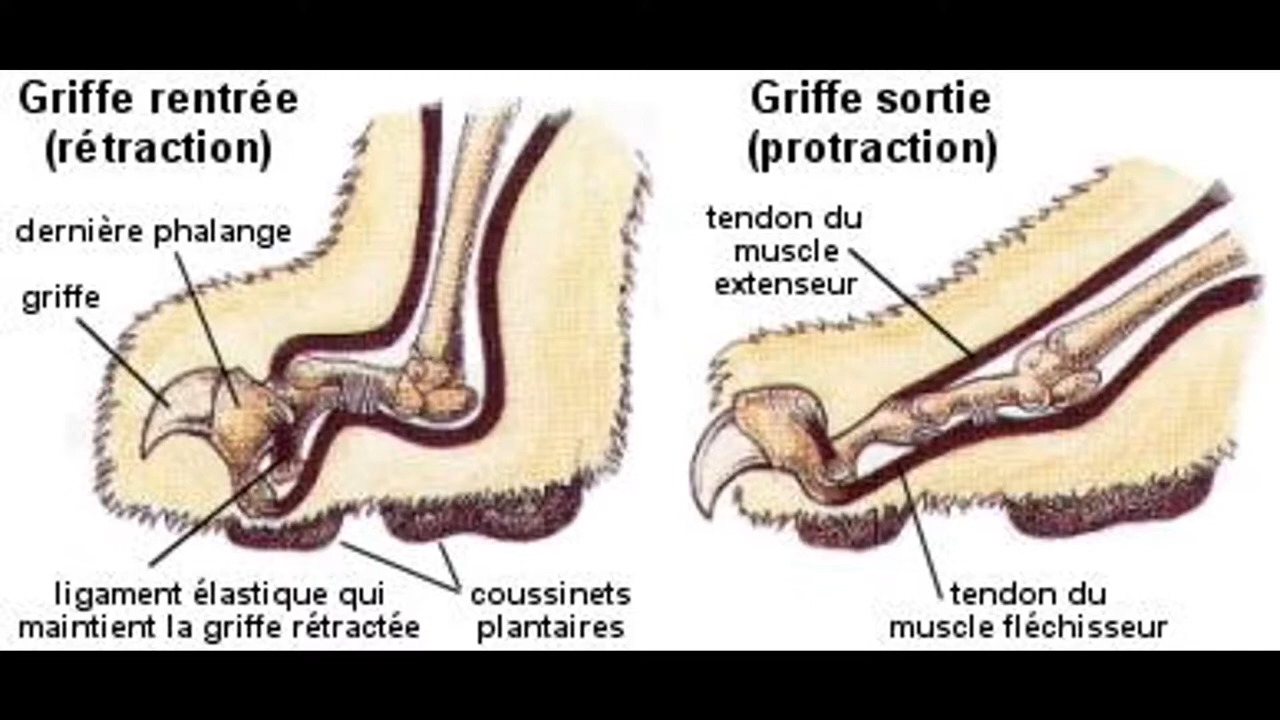 Griffe rentrée
(rétraction)
dernière phalange
griffe
ligament élastique qui
maintient la griffe rétractée
coussinets
plantaires
Griffe sortie
(protraction)
tendon du
muscle
extenseur
tendon du
muscle fléchisseur